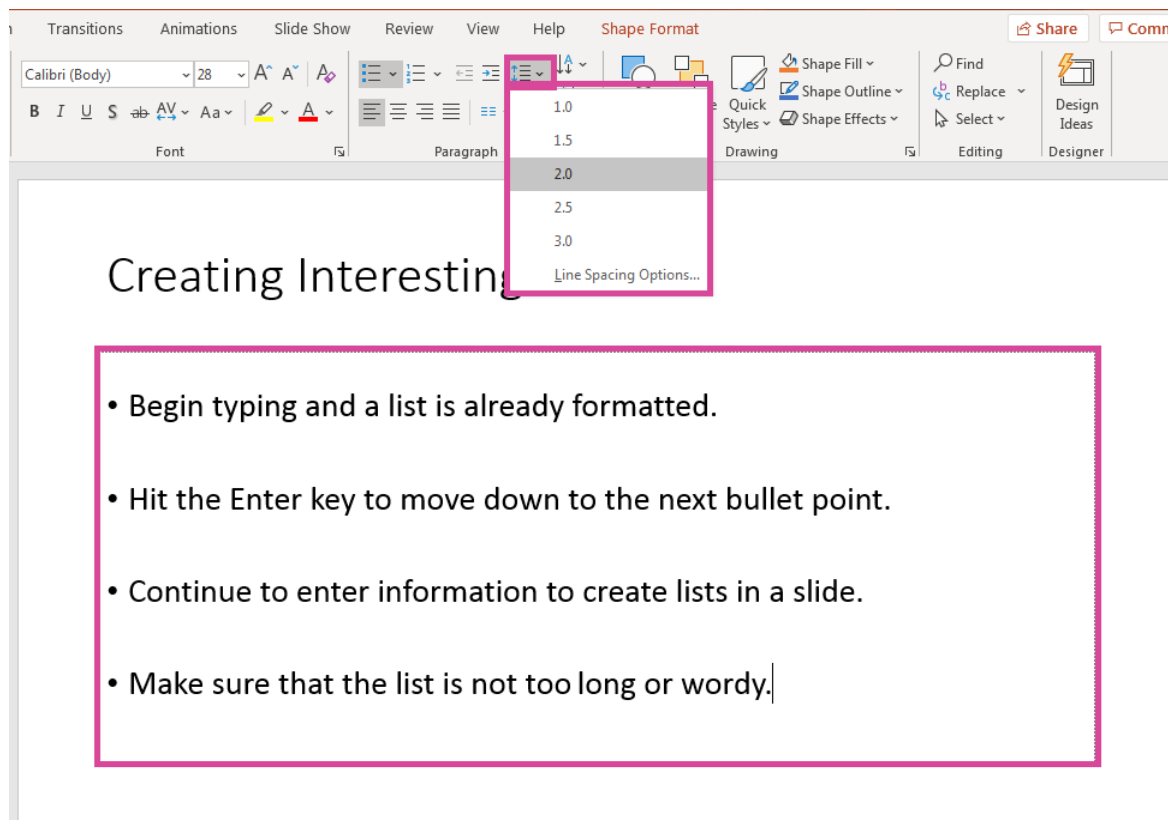 Transitions Animations Slide Show Review View Help Shape Format Share
Calibri (Body) 28 A A A
B I U S ab AV Aa A
Shape Fill
Shape Outline
Shape Effects
Quick
Styles
Find
Replace
Select
Design
Ideas
Font Paragraph Drawing Editing Designer
1.0
1.5
2.0
2.5
3.0
Line Spacing Options...
Creating Interesting
• Begin typing and a list is already formatted.
• Hit the Enter key to move down to the next bullet point.
• Continue to enter information to create lists in a slide.
• Make sure that the list is not too long or wordy.